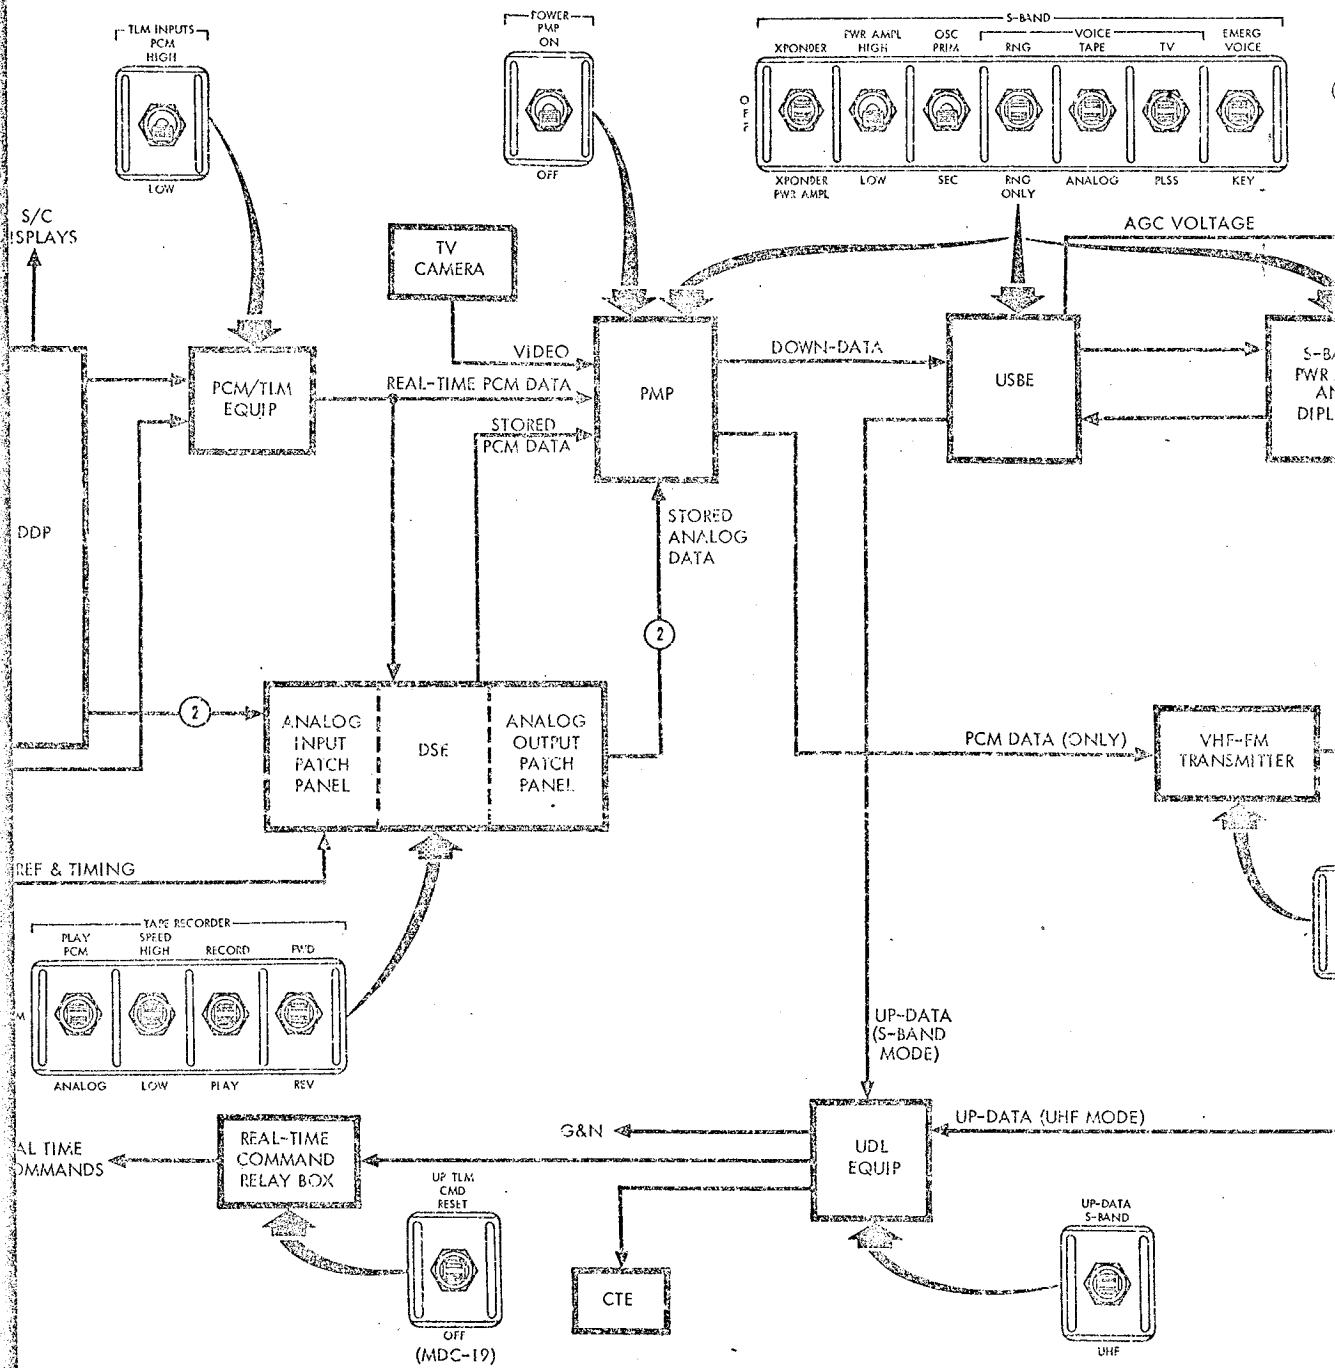 TLM INPUTS
PCM
HIGH
LOW
POWER
PMP
ON
OFF
S-BAND
VOICE
XPONDER
PWR AMPL
HIGH
OSC
PRIM
RNG
TAPE
TV
EMERG
VOICE
OFF
XPONDER
PWR AMPL
LOW
SEC
RNG
ONLY
ANALOG
PLSS
KEY
S/C
ISPLAYS
TV
CAMERA
AGC VOLTAGE
VIDEO
REAL-TIME PCM DATA
STORED
PCM DATA
PCM/TLM
EQUIP
PMP
DOWN-DATA
USBE
S-BA
PWR
AN
DIPL
DDP
STORED
ANALOG
DATA
2
2
ANALOG
INPUT
PATCH
PANEL
DSE
ANALOG
OUTPUT
PATCH
PANEL
PCM DATA (ONLY)
VHF-FM
TRANSMITTER
REF & TIMING
TAPE RECORDER
PLAY
PCM
SPEED
HIGH
RECORD
FWD
M
ANALOG
LOW
PLAY
REV
UP-DATA
(S-BAND
MODE)
AL TIME
OMMANDS
REAL-TIME
COMMAND
RELAY BOX
G&N
UDL
EQUIP
UP-DATA (UHF MODE)
UP TLM
CMD
RESET
OFF
(MDC-19)
CTE
UP-DATA
S-BAND
UHF